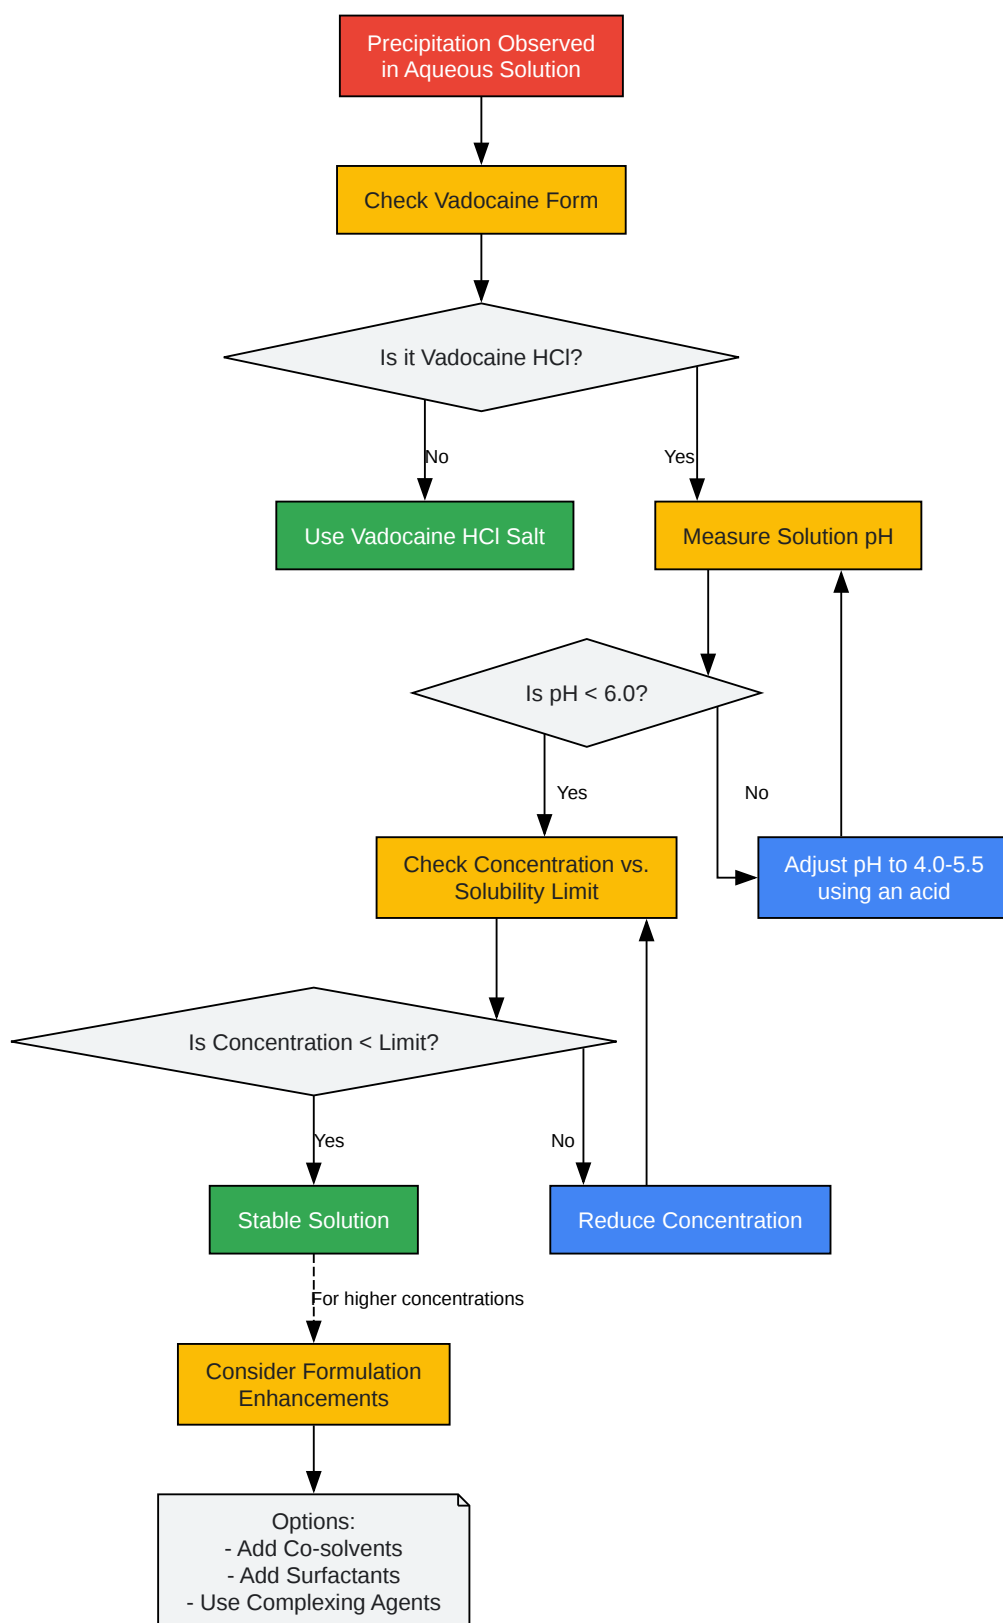 Precipitation Observed
in Aqueous Solution
Check Vadocaine Form
Is it Vadocaine HCl?
No
Yes
Use Vadocaine HCl Salt
Measure Solution pH
Is pH < 6.0?
Yes
No
Check Concentration vs.
Solubility Limit
Adjust pH to 4.0-5.5
using an acid
Is Concentration < Limit?
Yes
No
Stable Solution
Reduce Concentration
For higher concentrations
Consider Formulation
Enhancements
Options:
- Add Co-solvents
- Add Surfactants
- Use Complexing Agents